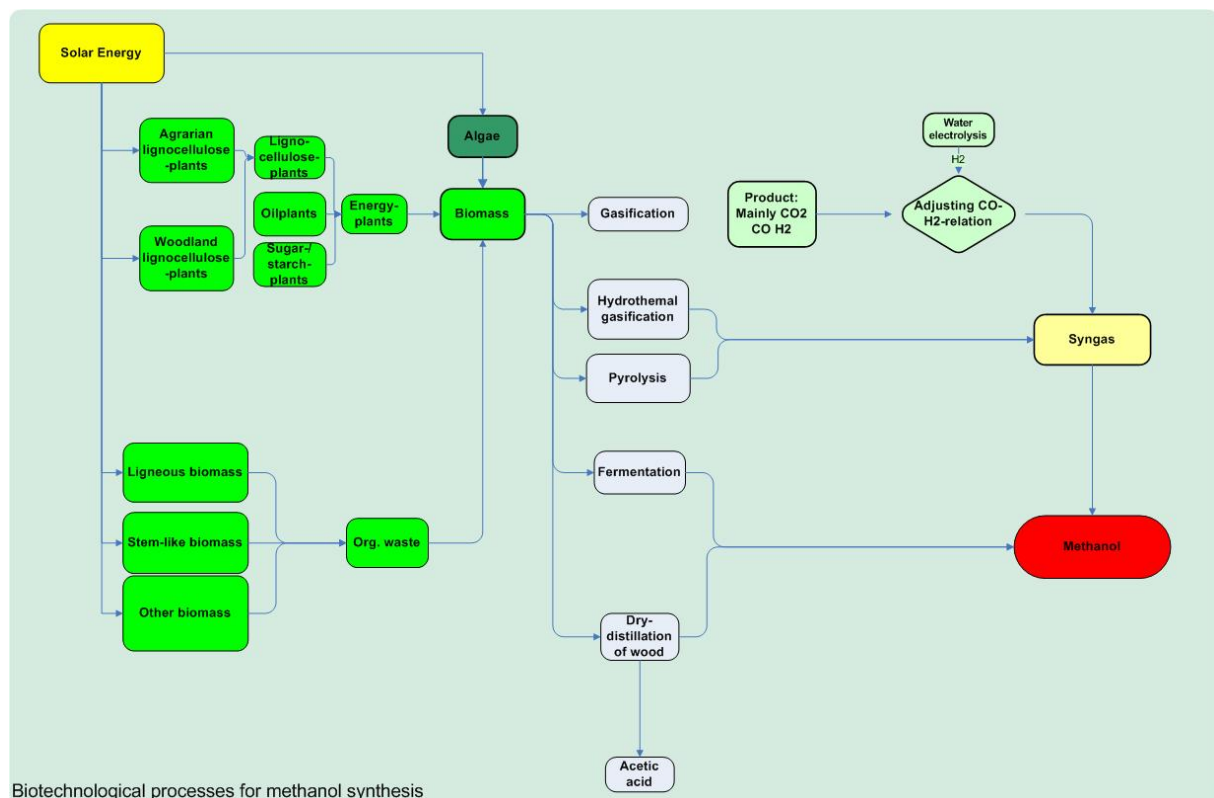 Solar Energy
Agrarian
lignocellulose
-plants
Ligno-
cellulose-
plants
Algae
Water
electrolysis
H2
Oilplants
Energy-
plants
Biomass
Gasification
Product:
Mainly CO2
CO H2
Adjusting CO-
H2-relation
Woodland
lignocellulose
-plants
Sugar-/
starch-
plants
Hydrothemal
gasification
Syngas
Pyrolysis
Ligneous biomass
Fermentation
Stem-like biomass
Org. waste
Methanol
Other biomass
Dry-
distillation
of wood
Acetic
acid
Biotechnological processes for methanol synthesis